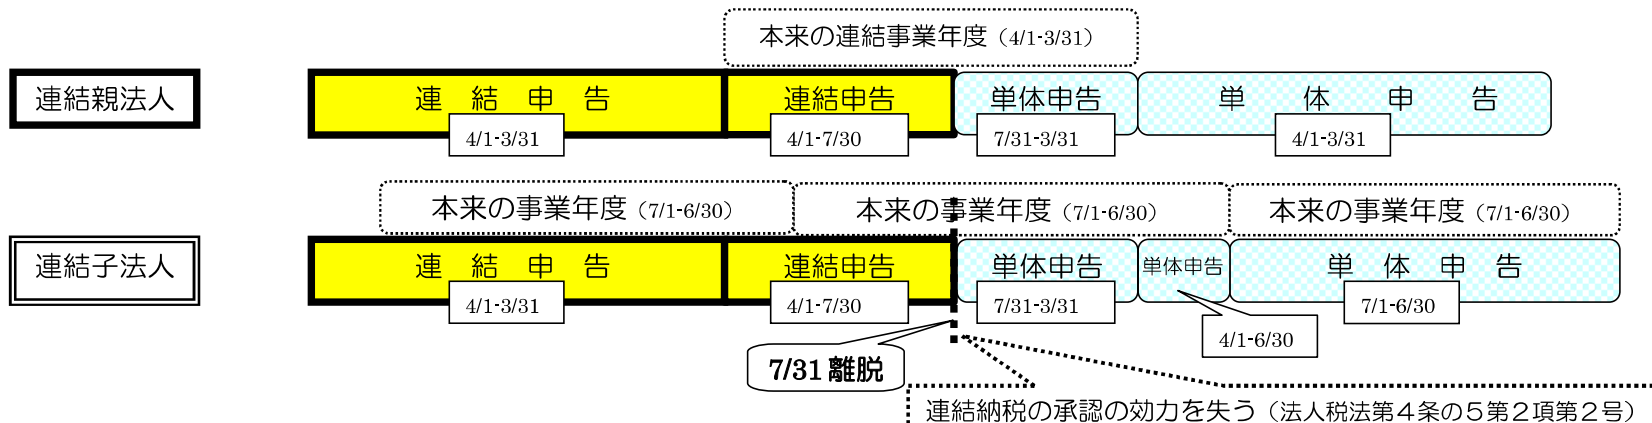 本来の連結事業年度（4/1-3/31）
連結親法人
連 結 申 告
連結申告
単体申告
単 体 申 告
4/1-3/31
4/1-7/30
7/31-3/31
4/1-3/31
本来の事業年度（7/1-6/30）
本来の事業年度（7/1-6/30）
本来の事業年度（7/1-6/30）
連結子法人
連 結 申 告
連結申告
単体申告
単体申告
単 体 申 告
4/1-3/31
4/1-7/30
7/31-3/31
7/1-6/30
4/1-6/30
7/31 離脱
連結納税の承認の効力を失う（法人税法第４条の５第２項第２号）